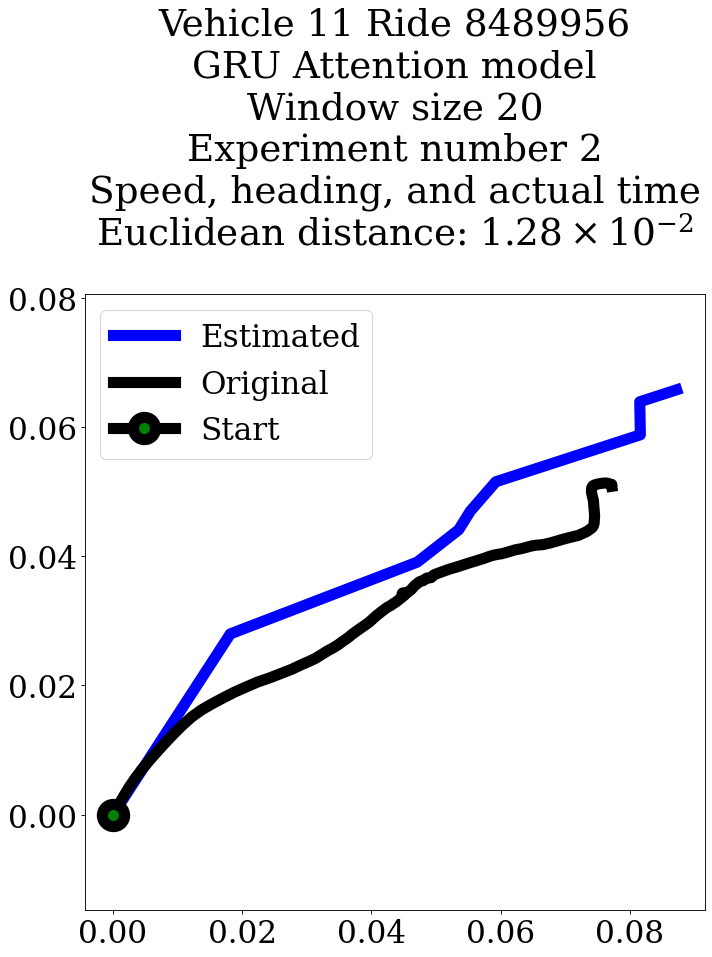 Vehicle 11 Ride 8489956
GRU Attention model
Window size 20
Experiment number 2
Speed, heading, and actual time
Euclidean distance: 1.28 × 10⁻²
0.08
0.06
0.04
0.02
0.00
Estimated
Original
Start
0.00 0.02 0.04 0.06 0.08